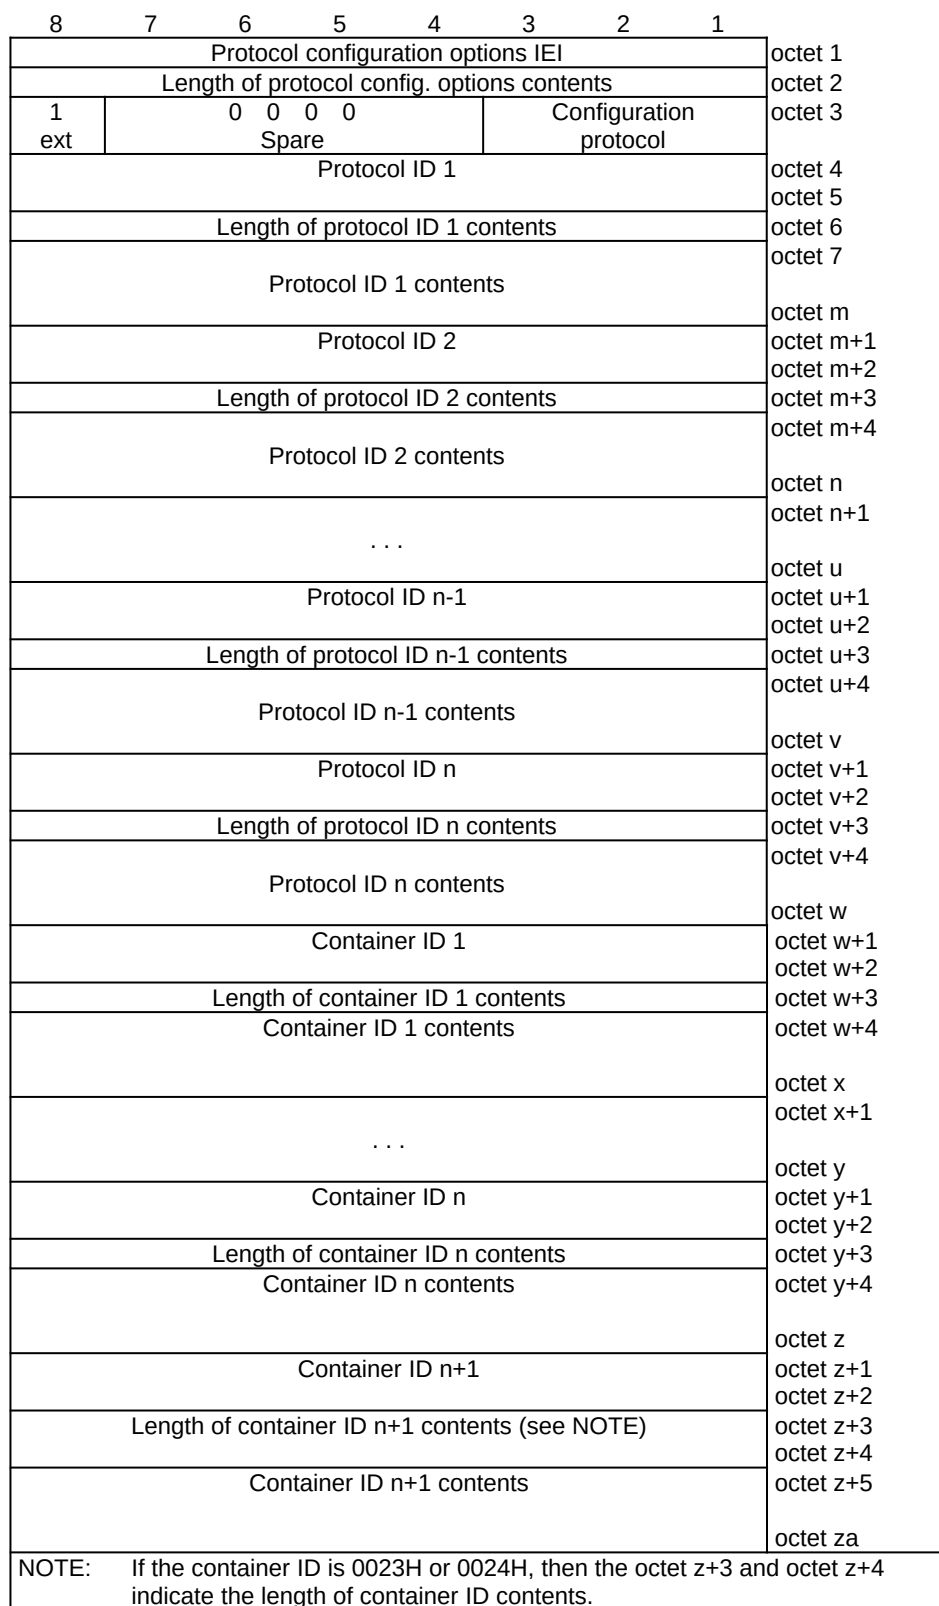 8 7 6 5 4 3 2 1
Protocol configuration options IEI octet 1
Length of protocol config. options contents octet 2
1 0 0 0 0 Configuration octet 3
ext Spare protocol
Protocol ID 1 octet 4
octet 5
Length of protocol ID 1 contents octet 6
octet 7
Protocol ID 1 contents
octet m
Protocol ID 2 octet m+1
octet m+2
Length of protocol ID 2 contents octet m+3
octet m+4
Protocol ID 2 contents
octet n
octet n+1
. . .
octet u
Protocol ID n-1 octet u+1
octet u+2
Length of protocol ID n-1 contents octet u+3
octet u+4
Protocol ID n-1 contents
octet v
Protocol ID n octet v+1
octet v+2
Length of protocol ID n contents octet v+3
octet v+4
Protocol ID n contents
octet w
Container ID 1 octet w+1
octet w+2
Length of container ID 1 contents octet w+3
Container ID 1 contents octet w+4
octet x
octet x+1
. . .
octet y
Container ID n octet y+1
octet y+2
Length of container ID n contents octet y+3
Container ID n contents octet y+4
octet z
Container ID n+1 octet z+1
octet z+2
Length of container ID n+1 contents (see NOTE) octet z+3
octet z+4
Container ID n+1 contents octet z+5
octet za
NOTE: If the container ID is 0023H or 0024H, then the octet z+3 and octet z+4
indicate the length of container ID contents.